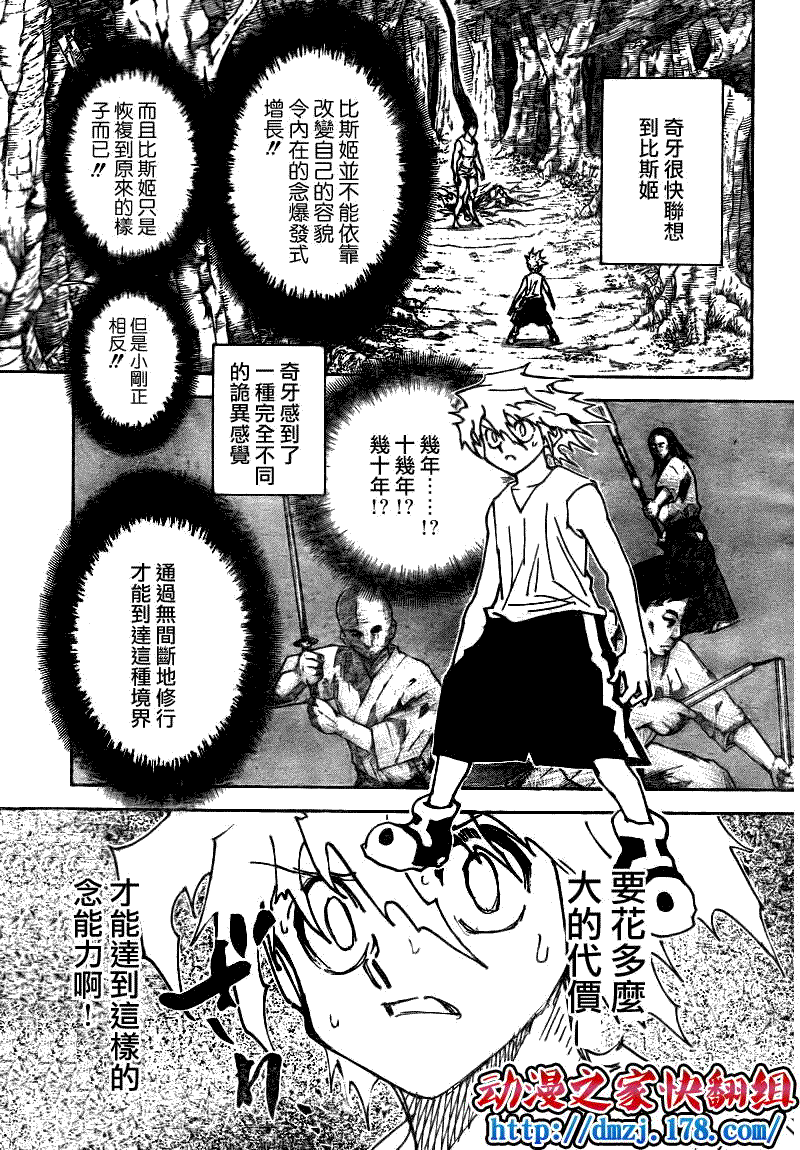 奇牙很快聯想
到比斯姬
比斯姬並不能依靠
改變自己的容貌
令內在的念爆發式
增長!!
而且比斯姬只是
恢複到原來的樣
子而已!!
但是小剛正
相反!!
奇牙感到了
一種完全不同
的詭異感覺
幾年……!?
十幾年!?
幾十年!?
通過無間斷地修行
才能到達這種境界
要花多麼
大的代價—
才能達到這樣的
念能力啊！
动漫之家快翻组
http://dmzj.178.com/